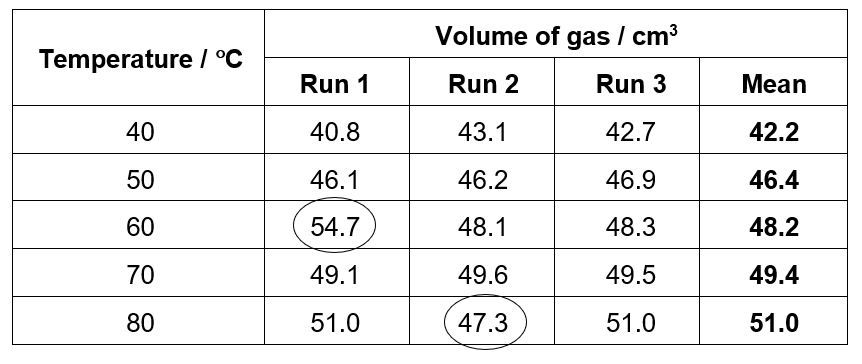 Temperature / °C Volume of gas / cm³
Run 1 Run 2 Run 3 Mean
40 40.8 43.1 42.7 42.2
50 46.1 46.2 46.9 46.4
60 54.7 48.1 48.3 48.2
70 49.1 49.6 49.5 49.4
80 51.0 47.3 51.0 51.0